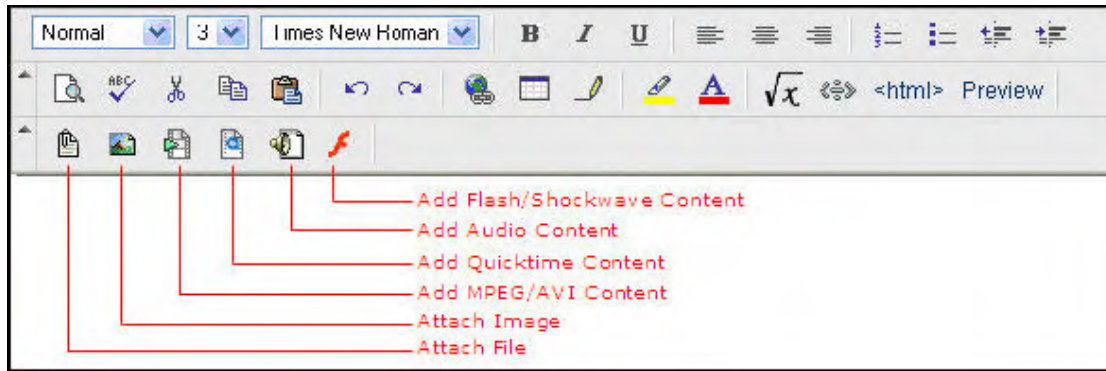 Normal 3 Times New Roman B I U
ABC √x <html> Preview
Add Flash/Shockwave Content
Add Audio Content
Add Quicktime Content
Add MPEG/AVI Content
Attach Image
Attach File